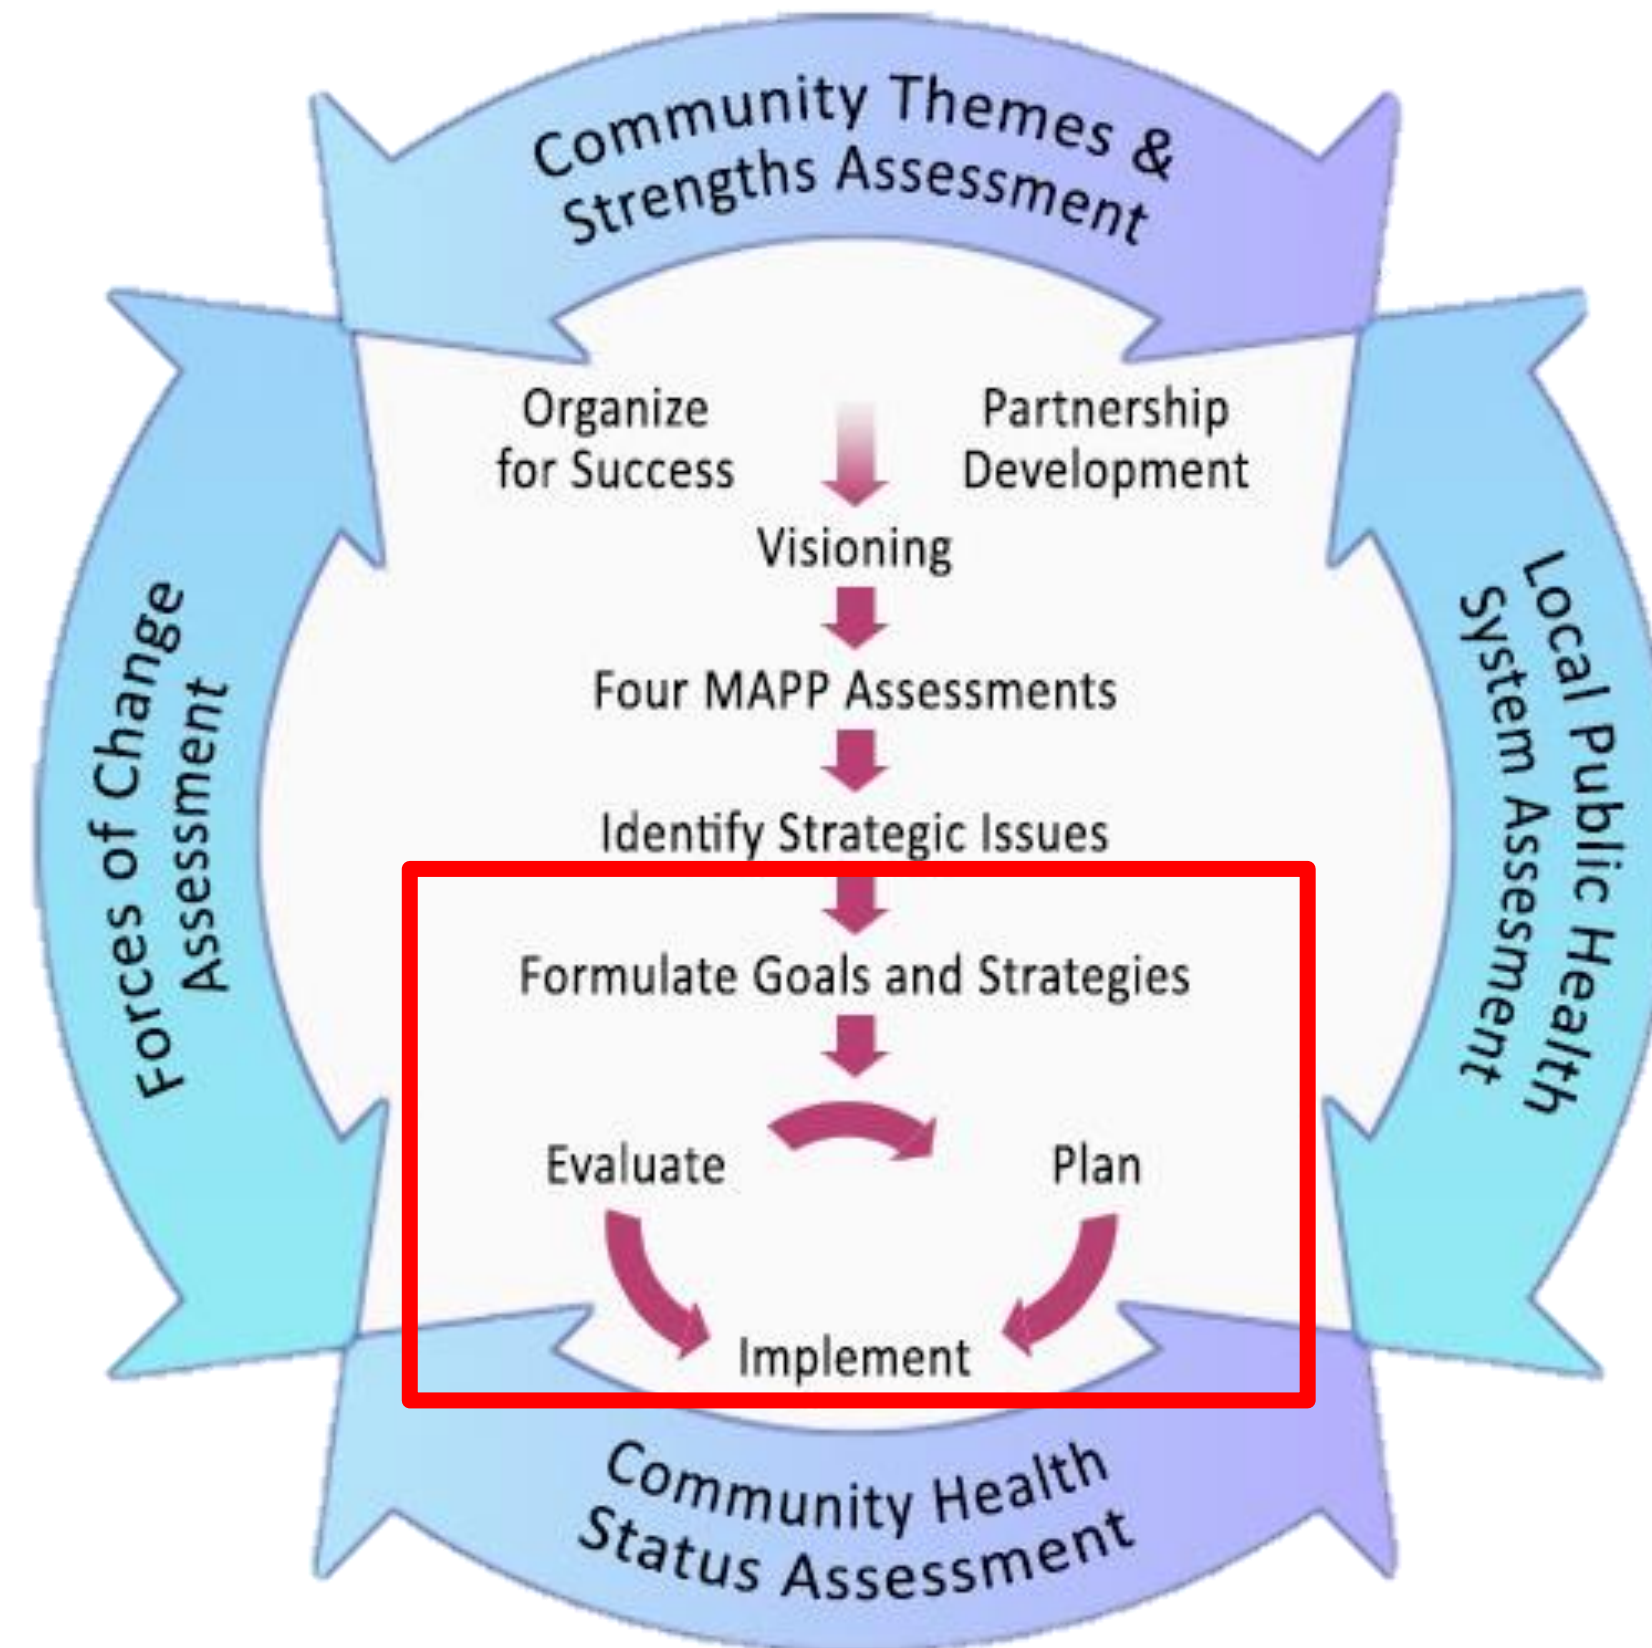 Community Themes &
Strengths Assessment
Organize
for Success
Partnership
Development
Visioning
Four MAPP Assessments
Identify Strategic Issues
Formulate Goals and Strategies
Evaluate
Plan
Implement
Forces of Change
Assessment
Local Public Health
System Assessment
Community Health
Status Assessment